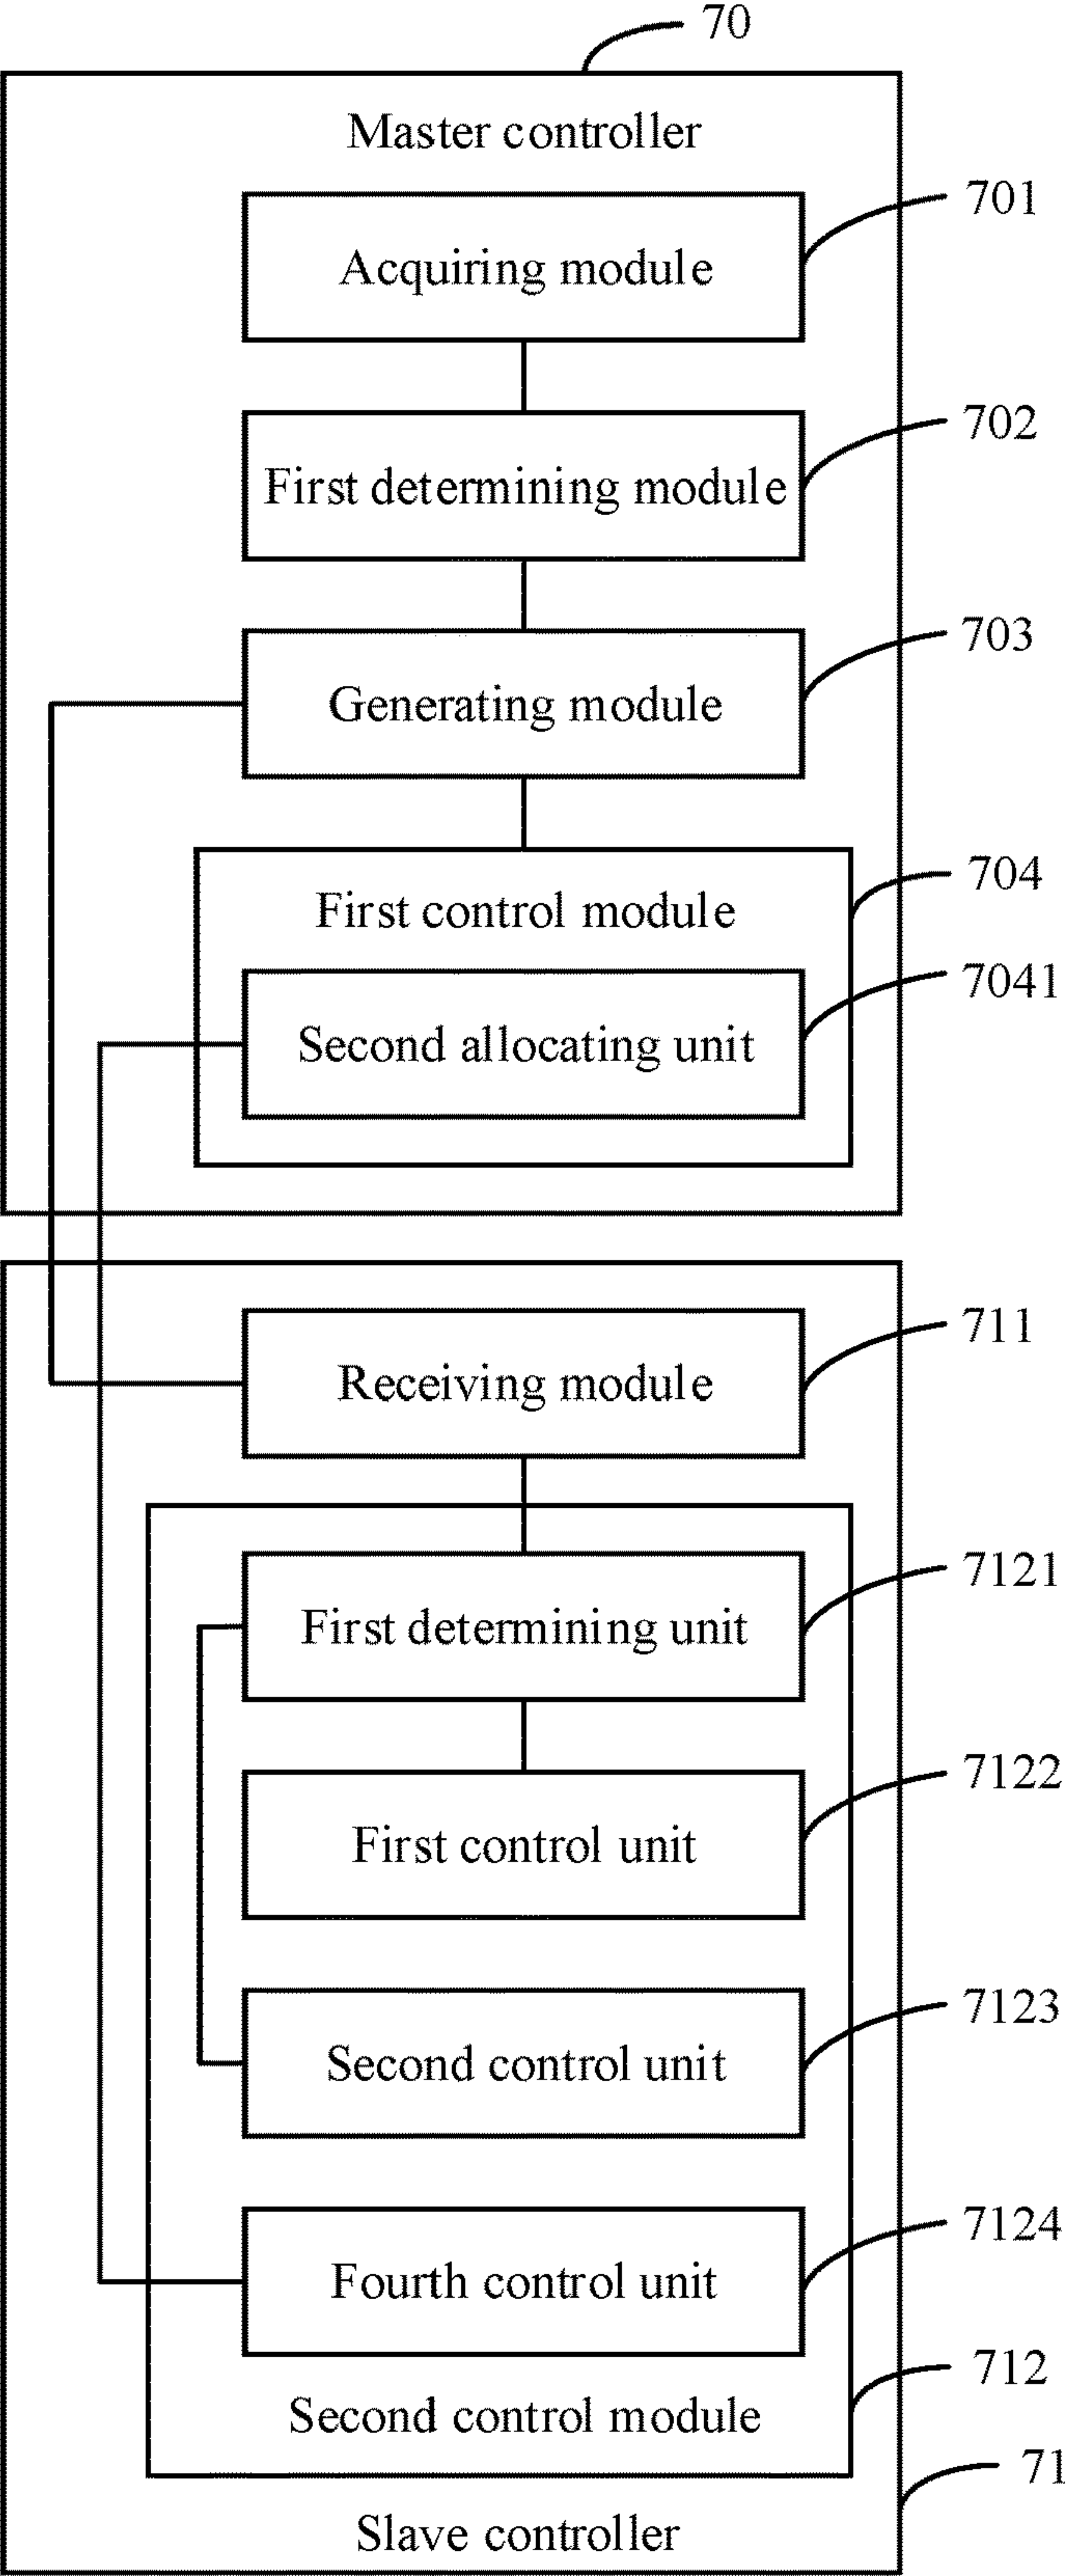 70
Master controller
701
Acquiring module
702
First determining module
703
Generating module
704
First control module
7041
Second allocating unit
711
Receiving module
7121
First determining unit
7122
First control unit
7123
Second control unit
7124
Fourth control unit
712
Second control module
71
Slave controller